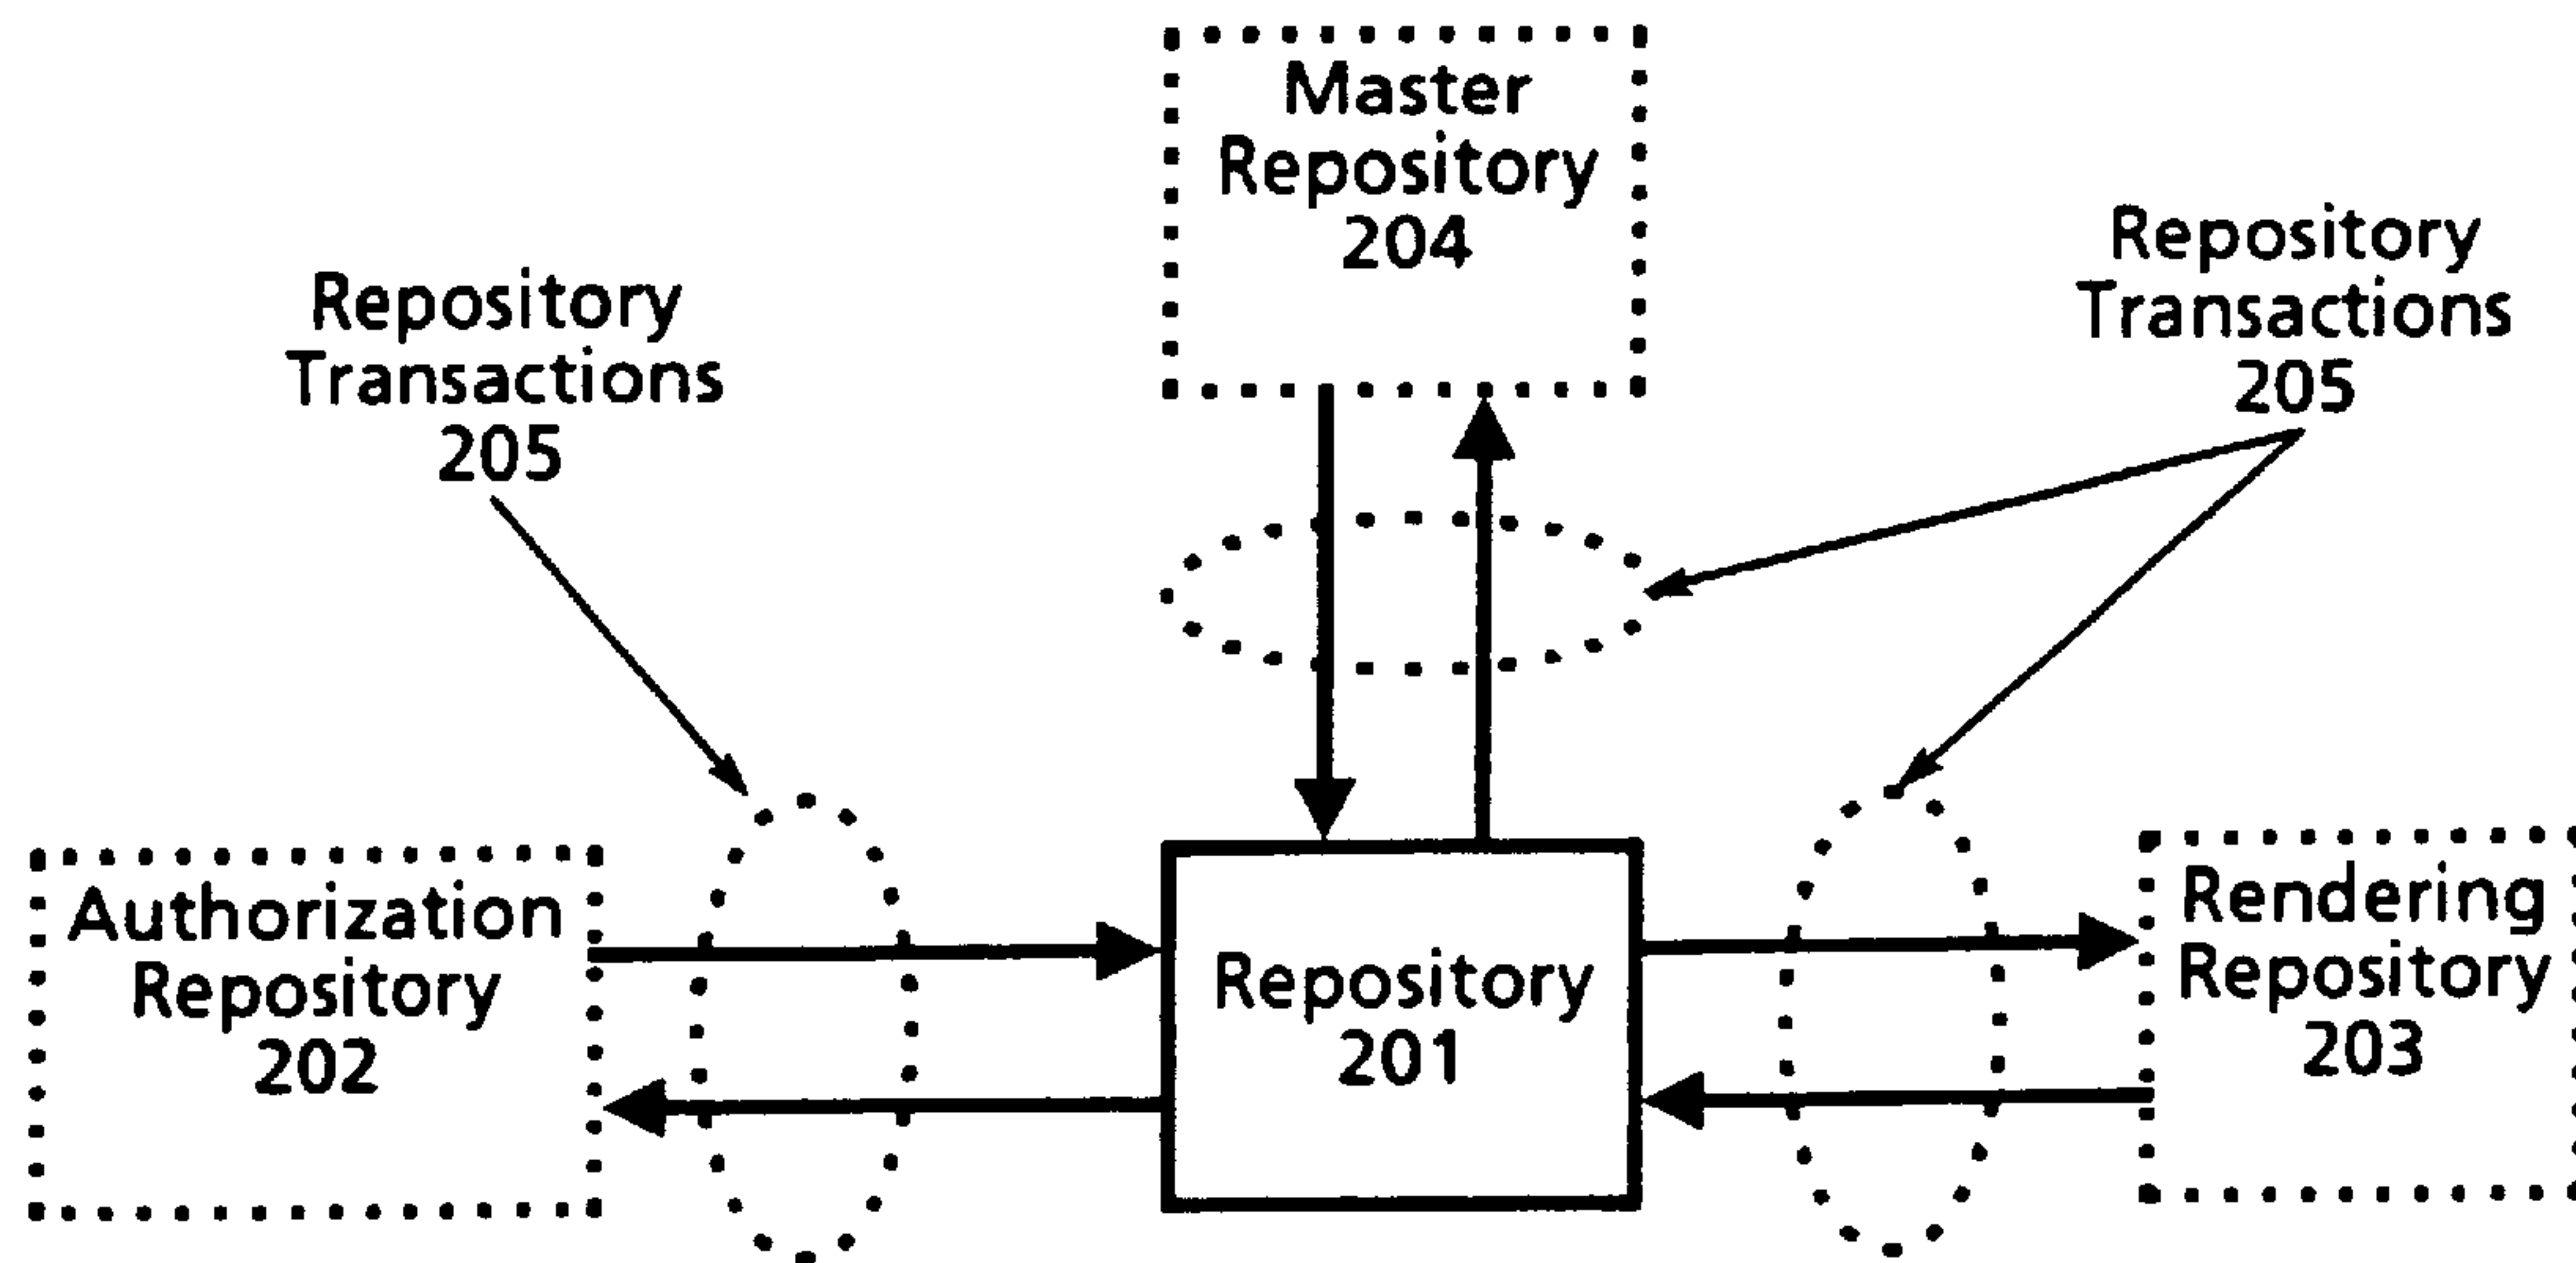 Master
Repository
204
Repository
Transactions
205
Repository
Transactions
205
Authorization
Repository
202
Repository
201
Rendering
Repository
203